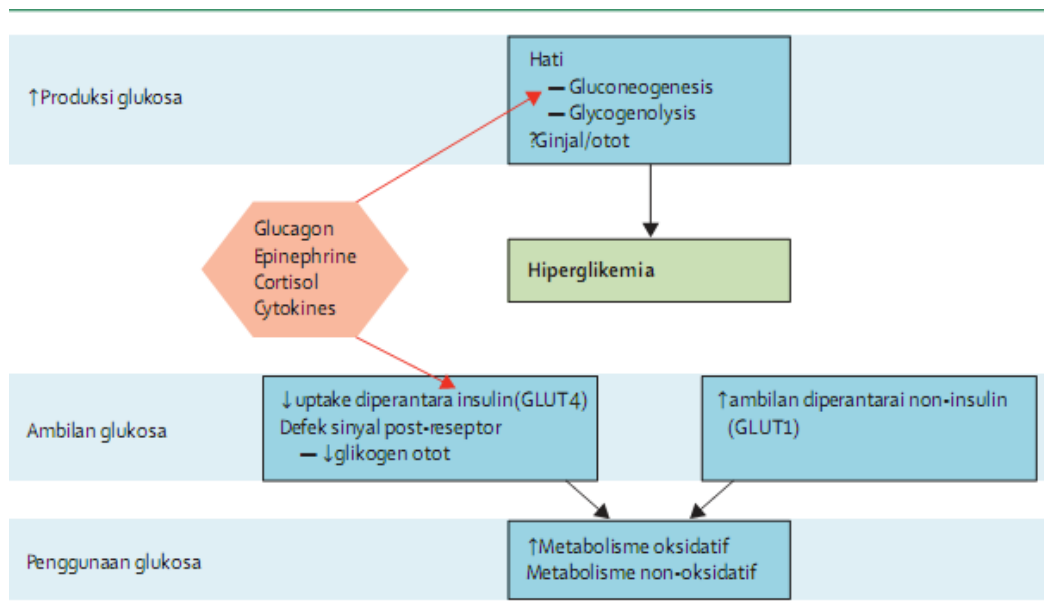 ↑Produksi glukosa
Hati
— Gluconeogenesis
— Glycogenolysis
?Ginjal/otot
Glucagon
Epinephrine
Cortisol
Cytokines
Hiperglikemia
Ambilan glukosa
↓uptake diperantara insulin(GLUT4)
Defek sinyal post-reseptor
— ↓glikogen otot
↑ambilan diperantarai non-insulin
(GLUT1)
Penggunaan glukosa
↑Metabolisme oksidatif
Metabolisme non-oksidatif